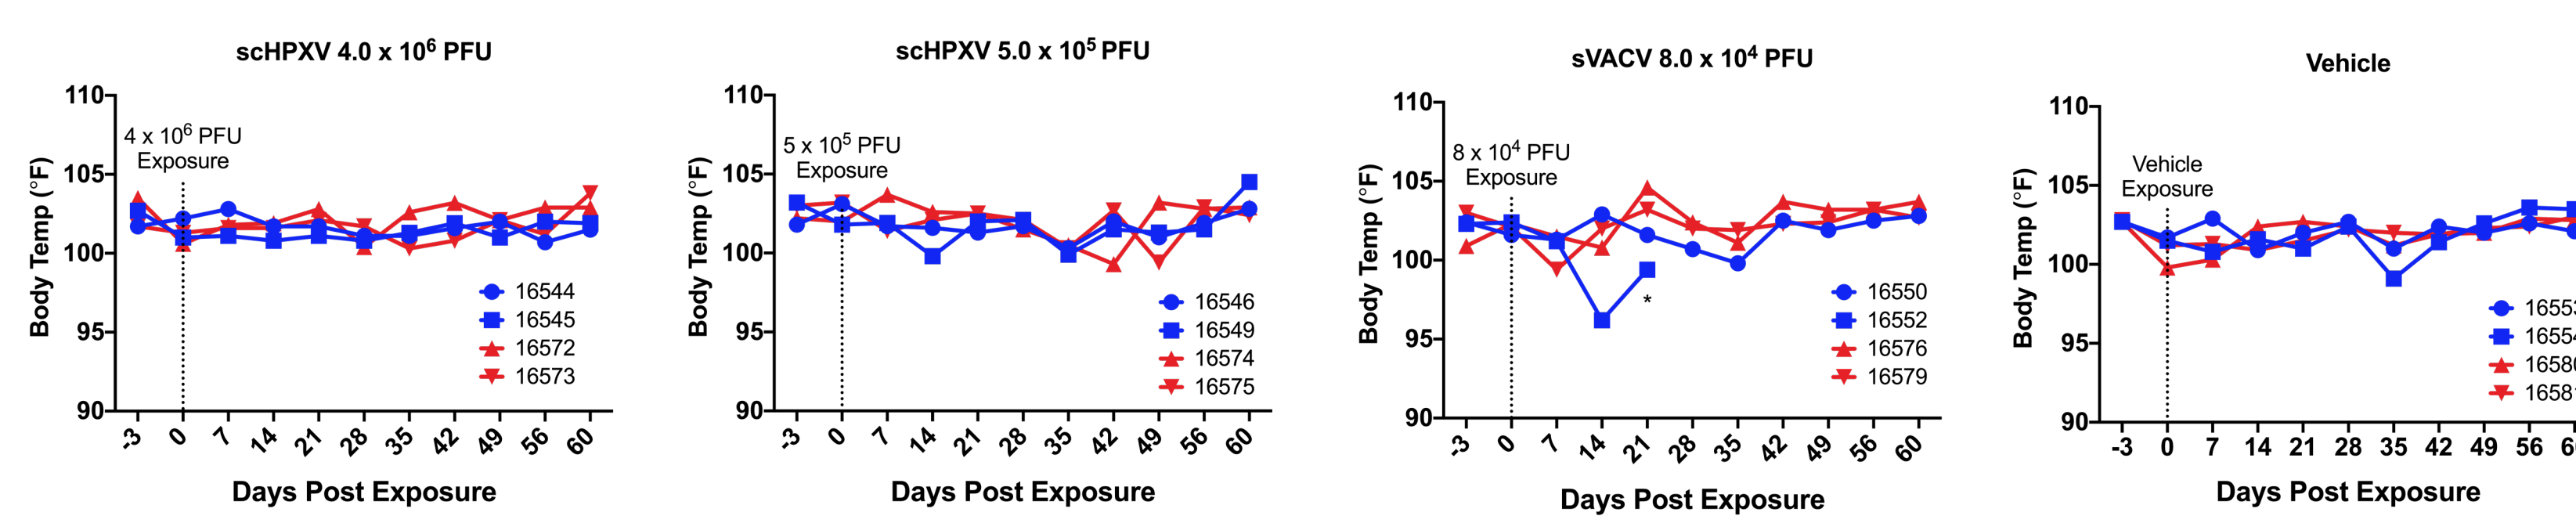 scHPXV 4.0 x 10⁶ PFU
110
105
100
95
90
Body Temp (°F)
4 x 10⁶ PFU
Exposure
16544
16545
16572
16573
-3 0 7 14 21 28 35 42 49 56 60
Days Post Exposure
scHPXV 5.0 x 10⁵ PFU
110
105
100
95
90
Body Temp (°F)
5 x 10⁵ PFU
Exposure
16546
16549
16574
16575
-3 0 7 14 21 28 35 42 49 56 60
Days Post Exposure
sVACV 8.0 x 10⁴ PFU
110
105
100
95
90
Body Temp (°F)
8 x 10⁴ PFU
Exposure
*
16550
16552
16576
16579
-3 0 7 14 21 28 35 42 49 56 60
Days Post Exposure
Vehicle
110
105
100
95
90
Body Temp (°F)
Vehicle
Exposure
-3 0 7 14 21 28 35 42 49 56
Days Post Exposure